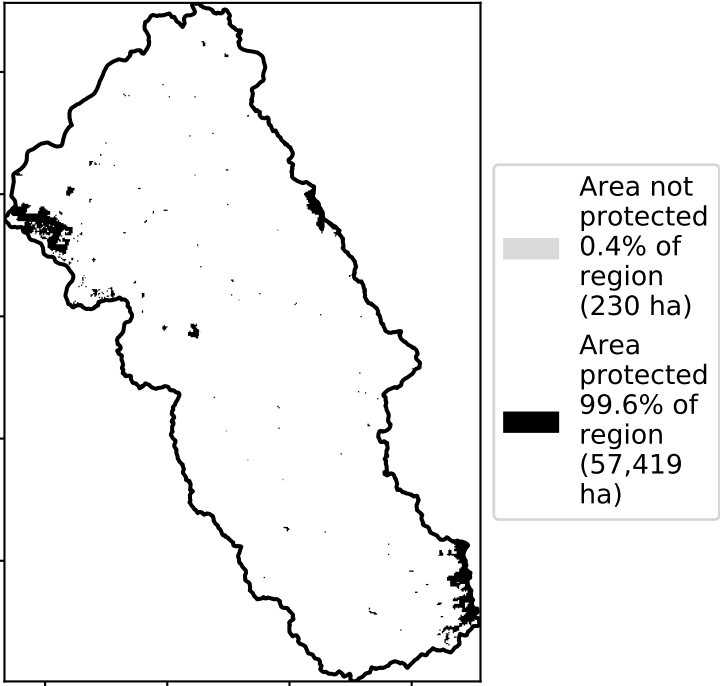 Area not
protected
0.4% of
region
(230 ha)
Area
protected
99.6% of
region
(57,419
ha)